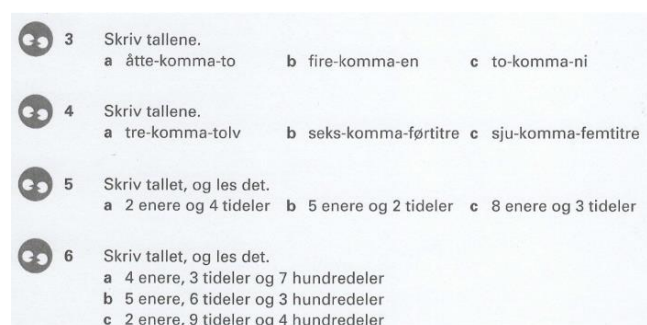 3 Skriv tallene.
a åtte-komma-to b fire-komma-en c to-komma-ni
4 Skriv tallene.
a tre-komma-tolv b seks-komma-førtitre c sju-komma-femtitre
5 Skriv tallet, og les det.
a 2 enere og 4 tideler b 5 enere og 2 tideler c 8 enere og 3 tideler
6 Skriv tallet, og les det.
a 4 enere, 3 tideler og 7 hundredeler
b 5 enere, 6 tideler og 3 hundredeler
c 2 enere, 9 tideler og 4 hundredeler